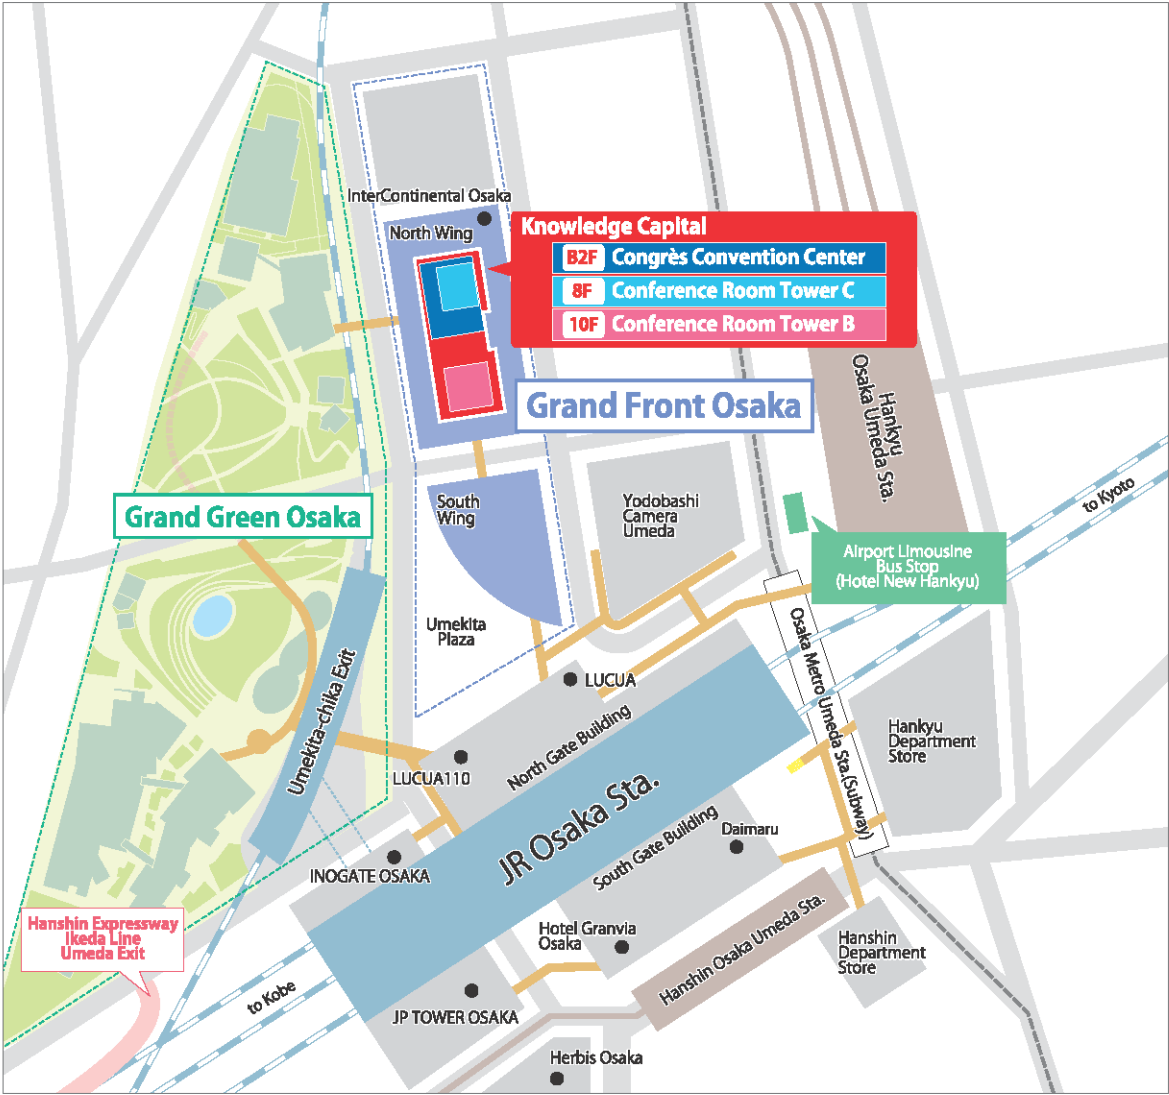 InterContinental Osaka
North Wing
Knowledge Capital
B2F Congrès Convention Center
8F Conference Room Tower C
10F Conference Room Tower B
Grand Front Osaka
Hankyu
Osaka Umeda Sta.
to Kyoto
South
Wing
Yodobashi
Camera
Umeda
Grand Green Osaka
Airport Limousine
Bus Stop
(Hotel New Hankyu)
Umekita
Plaza
Osaka Metro Umeda Sta.(Subway)
LUCUA
Umekita-chika Exit
North Gate Building
Hankyu
Department
Store
LUCUA110
JR Osaka Sta.
South Gate Building
Daimaru
INOGATE OSAKA
Hanshin Expressway
Ikeda Line
Umeda Exit
Hotel Granvia
Osaka
Hanshin Osaka Umeda Sta.
Hanshin
Department
Store
to Kobe
JP TOWER OSAKA
Herbis Osaka